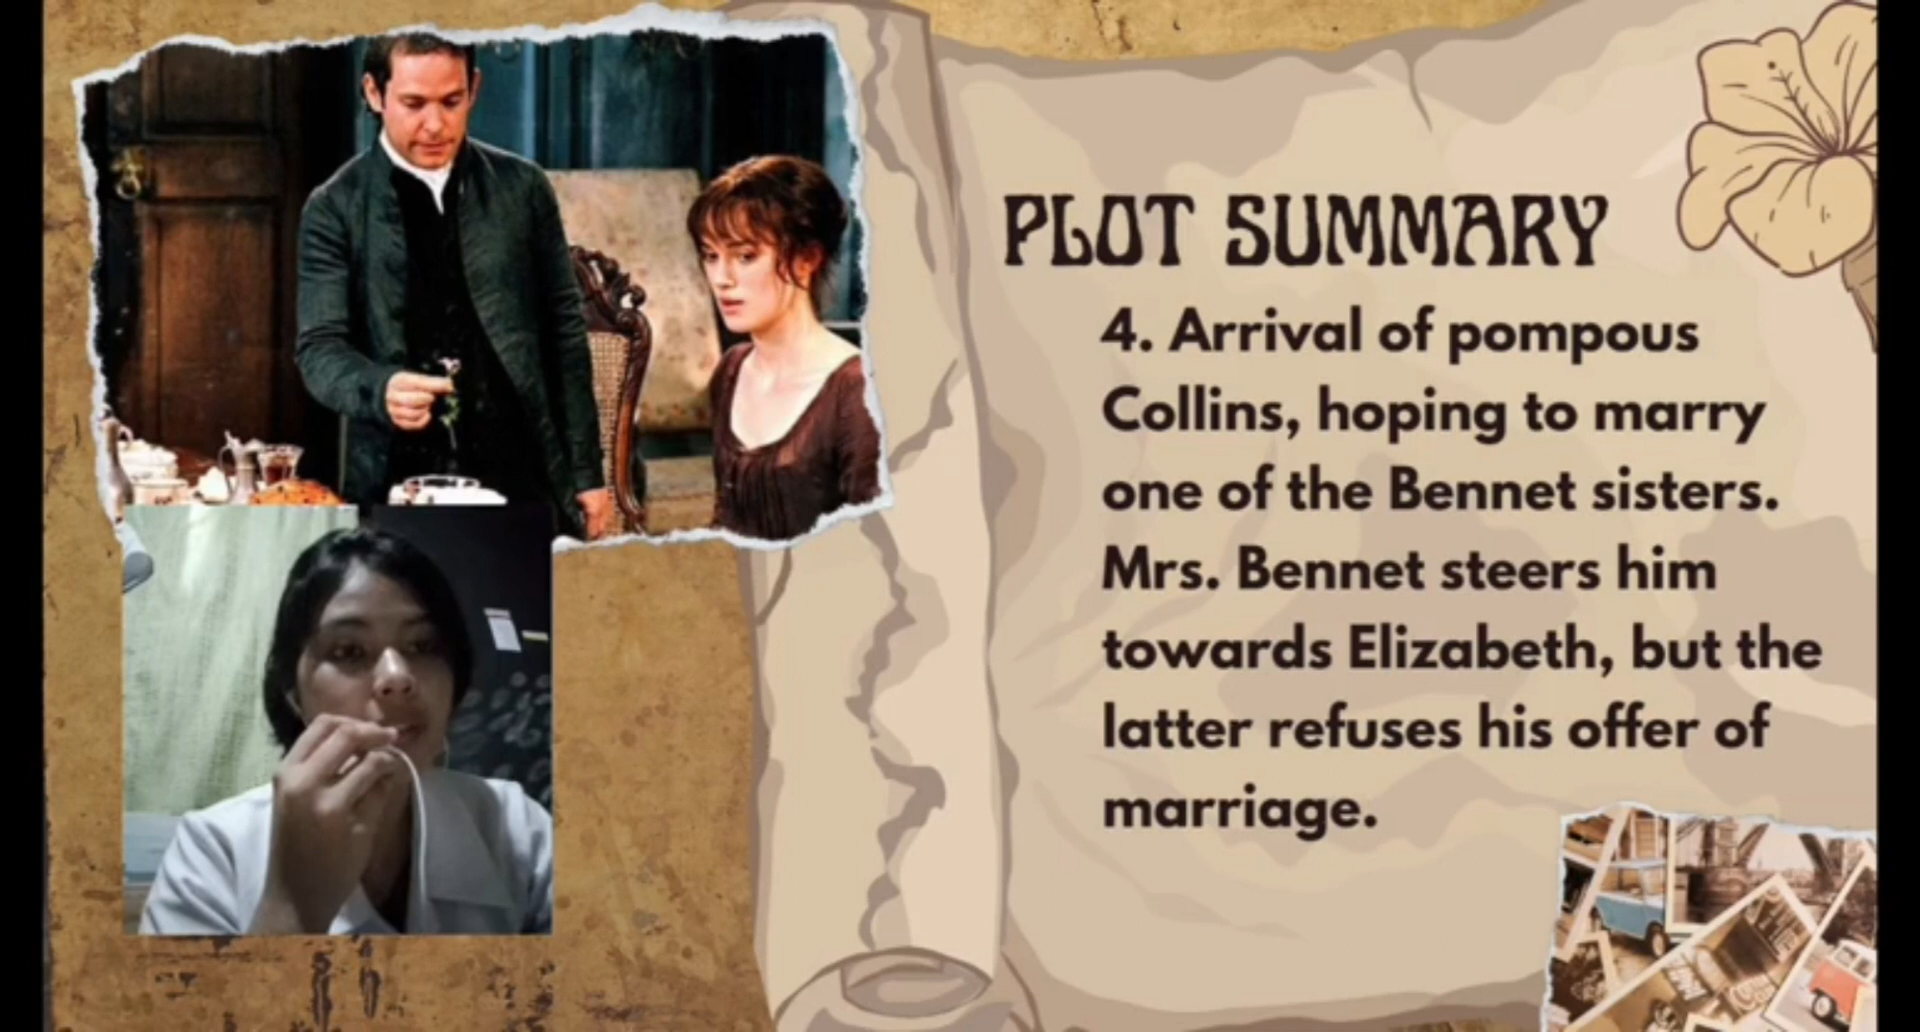 PLOT SUMMARY
4. Arrival of pompous
Collins, hoping to marry
one of the Bennet sisters.
Mrs. Bennet steers him
towards Elizabeth, but the
latter refuses his offer of
marriage.